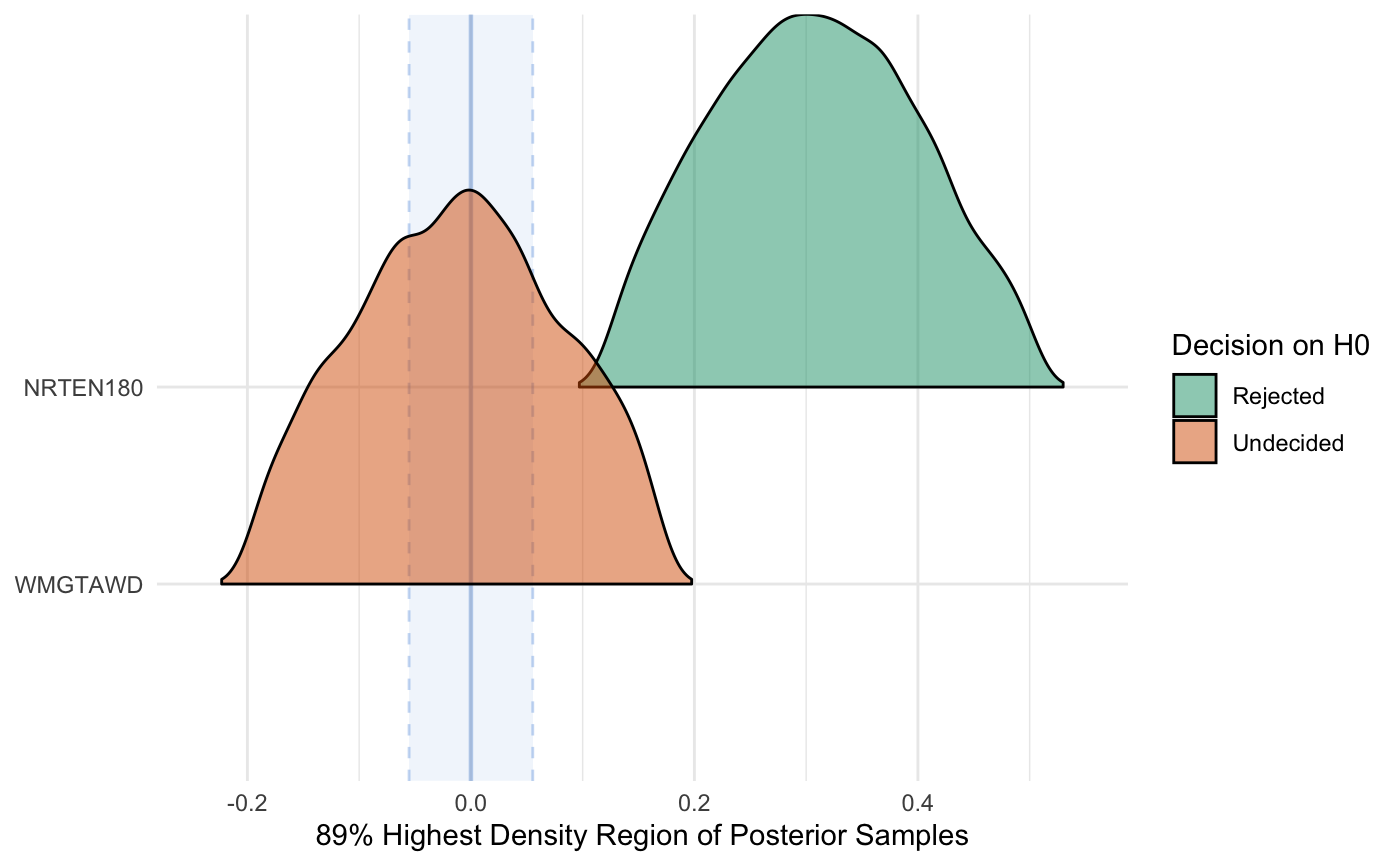 NRTEN180
WMGTAWD
-0.2 0.0 0.2 0.4
89% Highest Density Region of Posterior Samples
Decision on H0
Rejected
Undecided